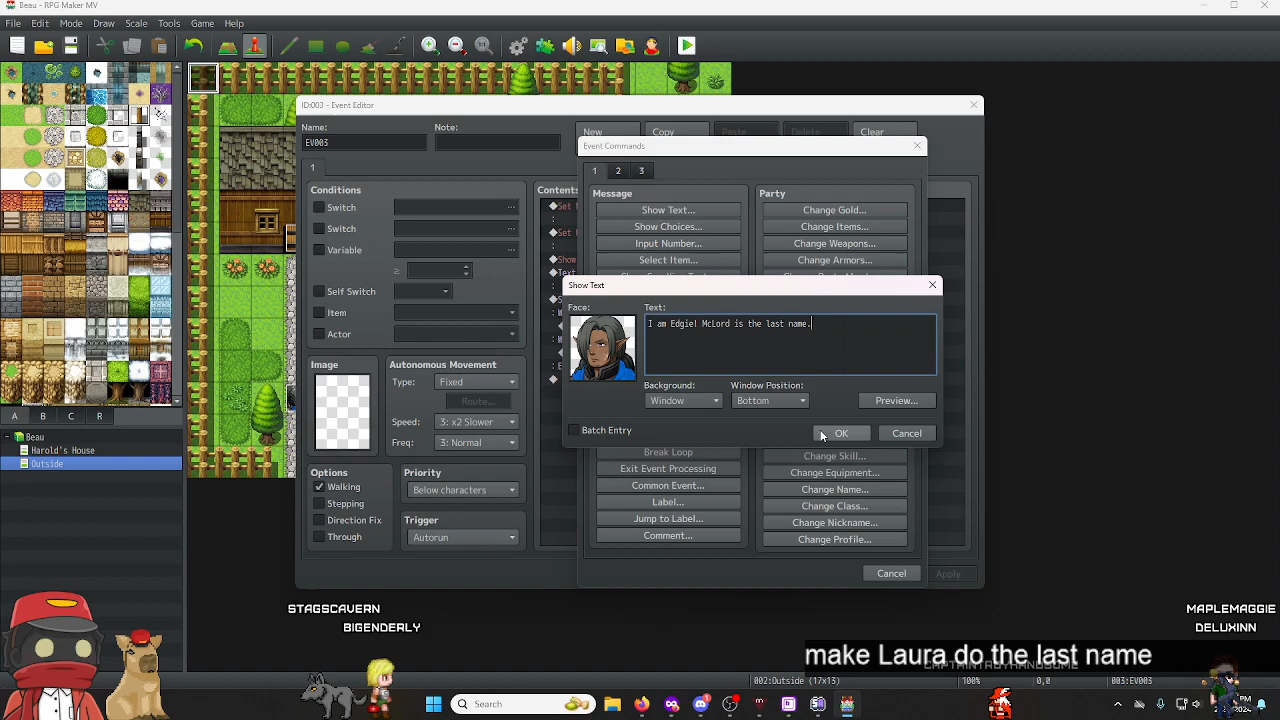 Beau - RPG Maker MV
File Edit Mode Draw Scale Tools Game Help
ID:003 - Event Editor
Name:
Note:
EV003
New
Copy
Paste
Delete
Clear
Event Commands
1
1 2 3
Conditions
Contents
Message
Party
Switch
Switch
Variable
≥
Self Switch
Item
Actor
◆Set
:
◆Set
:
◆Show
Show Text...
Show Choices...
Input Number...
Select Item...
Change Gold...
Change Items...
Change Weapons...
Change Armors...
Show Text
Face:
Text:
I am Edgie! McLord is the last name.
Background:
Window Position:
Window
Bottom
Preview...
Batch Entry
OK
Cancel
Image
Autonomous Movement
Type:
Fixed
Route...
Speed:
3: x2 Slower
Freq:
3: Normal
A B C R
Beau
Harold's House
Outside
Options
Walking
Stepping
Direction Fix
Through
Priority
Below characters
Trigger
Autorun
Break Loop
Exit Event Processing
Common Event...
Label...
Jump to Label...
Comment...
Change Skill...
Change Equipment...
Change Name...
Change Class...
Change Nickname...
Change Profile...
Cancel
Apply
STAGSCAVERN
BIGENDERLY
MAPLEMAGGIE
DELUXINN
make Laura do the last name
002:Outside (17x13)
100%
0,0
003:EV003
Search